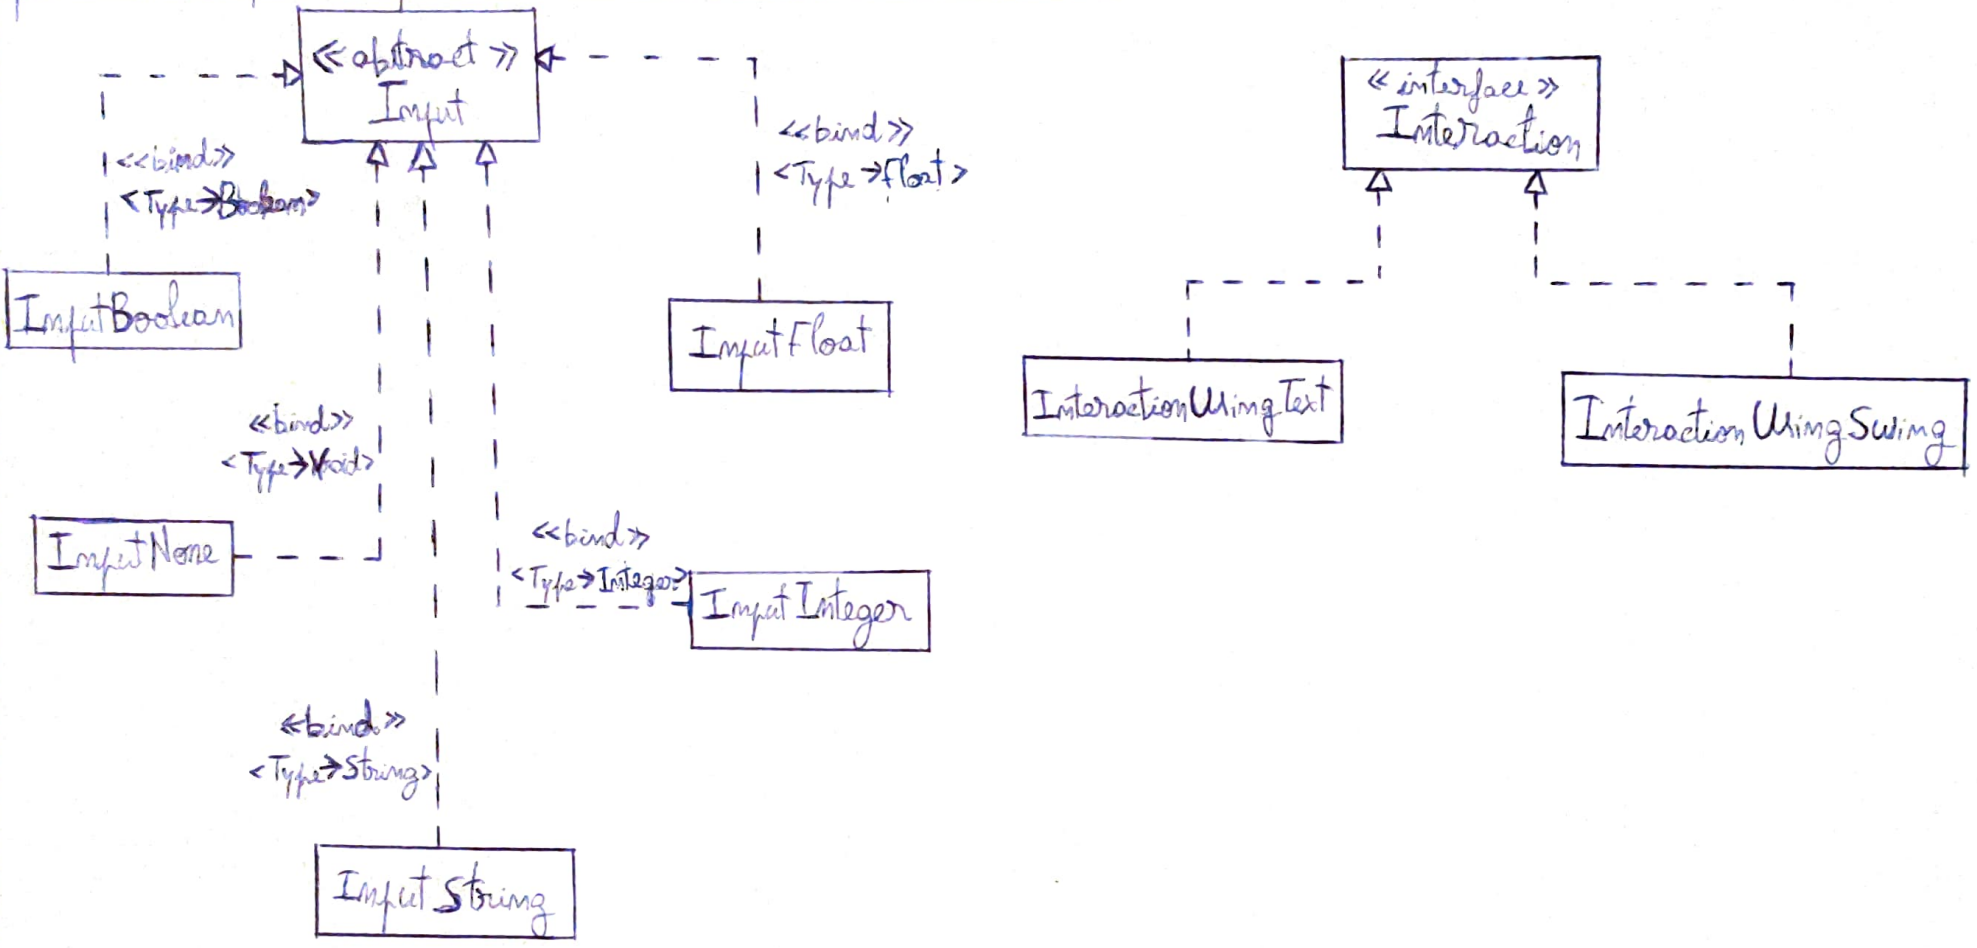 <<abstract>>
Input
<<bind>>
<Type→Boolean>
InputBoolean
<<bind>>
<Type→Float>
InputFloat
<<bind>>
<Type→Void>
InputNone
<<bind>>
<Type→Integer>
InputInteger
<<bind>>
<Type→String>
InputString
<<interface>>
Interaction
InteractionUsingText
InteractionUsingSwing